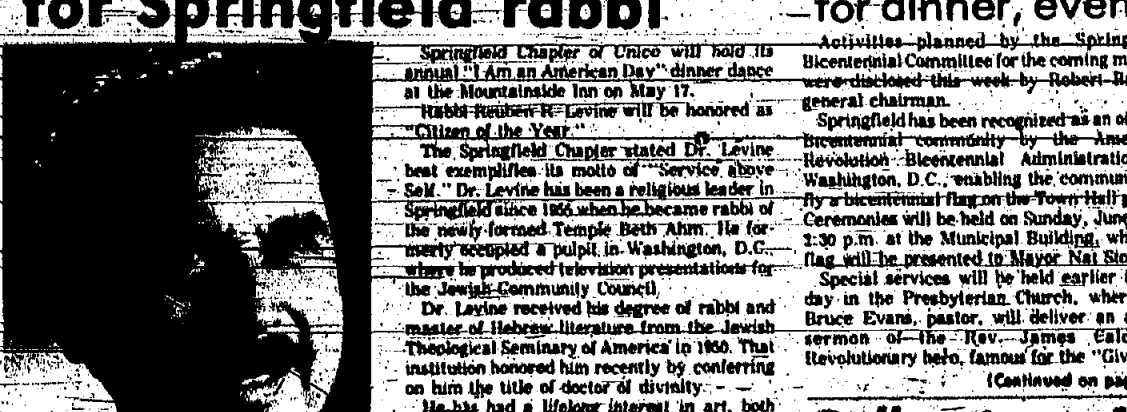 for Springfield rabbi
Springfield Chapter of Unico will hold its
annual "I Am an American Day" dinner dance
at the Mountainside Inn on May 17.
Rabbi Reuben R. Levine will be honored as
"Citizen of the Year."
The Springfield Chapter stated Dr. Levine
best exemplifies its motto of "Service above
Self." Dr. Levine has been a religious leader in
Springfield since 1956 when he became rabbi of
the newly-formed Temple Beth Ahm. He for-
merly occupied a pulpit in Washington, D.C.,
where he produced television presentations for
the Jewish Community Council.
Dr. Levine received his degree of rabbi and
master of Hebrew literature from the Jewish
Theological Seminary of America in 1950. That
institution honored him recently by conferring
on him the title of doctor of divinity.
He has had a lifelong interest in art, both
for dinner, even
Activities planned by the Spring
Bicentennial Committee for the coming m
were disclosed this week by Robert
general chairman.
Springfield has been recognized as an of
Bicentennial community by the Ame
Revolution Bicentennial Administratio
Washington, D.C., enabling the commun
fly a bicentennial flag on the Town Hall
Ceremonies will be held on Sunday, June
2:30 p.m. at the Municipal Building, wh
flag will be presented to Mayor Nat Sto
Special services will be held earlier
day in the Presbyterian Church, wher
Bruce Evans, pastor, will deliver an
sermon of the Rev. James Cald
Revolutionary hero, famous for the "Giv
(Continued on pag